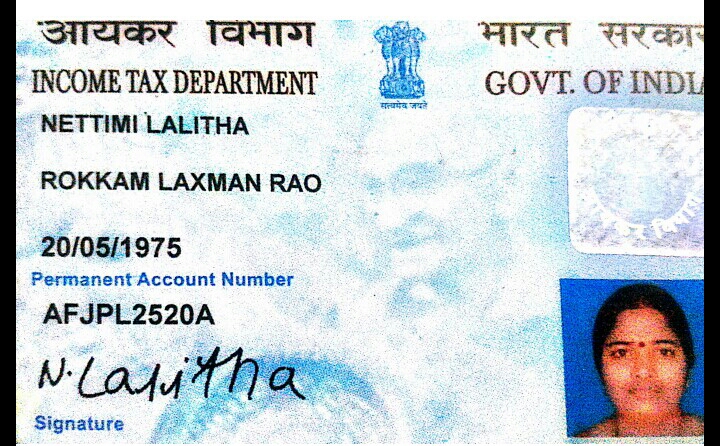 आयकर विभाग
भारत सरकार
INCOME TAX DEPARTMENT
सत्यमेव जयते
GOVT. OF INDIA
NETTIMI LALITHA
ROKKAM LAXMAN RAO
20/05/1975
Permanent Account Number
AFJPL2520A
N. Lalitha
Signature